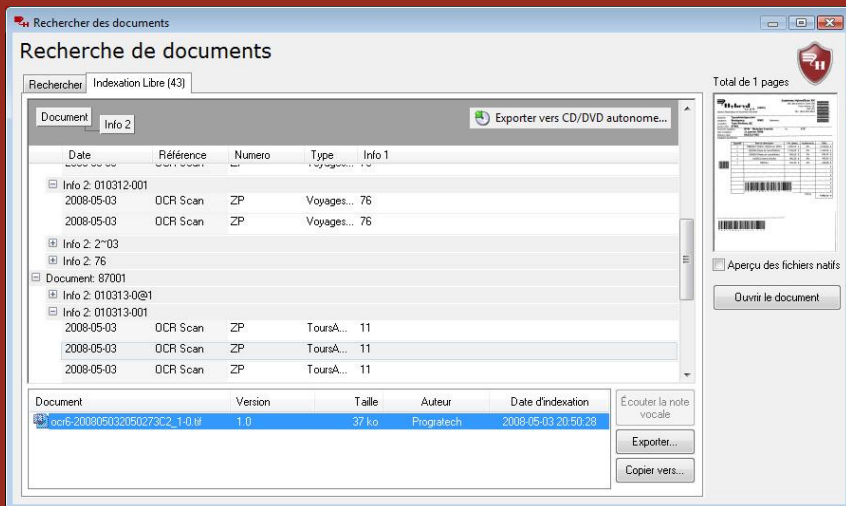 Rechercher des documents
Recherche de documents
Rechercher Indexation Libre (43)
Total de 1 pages
Document
Info 2
Exporter vers CD/DVD autonome...
Date Référence Numero Type Info 1
Info 2: 010312-001
2008-05-03 OCR Scan ZP Voyages... 76
2008-05-03 OCR Scan ZP Voyages... 76
Info 2: 2~03
Info 2: 76
Document: 87001
Info 2: 010313-0@1
Info 2: 010313-001
2008-05-03 OCR Scan ZP ToursA... 11
2008-05-03 OCR Scan ZP ToursA... 11
2008-05-03 OCR Scan ZP ToursA... 11
Aperçu des fichiers natifs
Ouvrir le document
Document Version Taille Auteur Date d'indexation
ocr6-200805032050273C2_1-0.tif 1.0 37 ko Progratech 2008-05-03 20:50:28
Écouter la note
vocale
Exporter...
Copier vers...